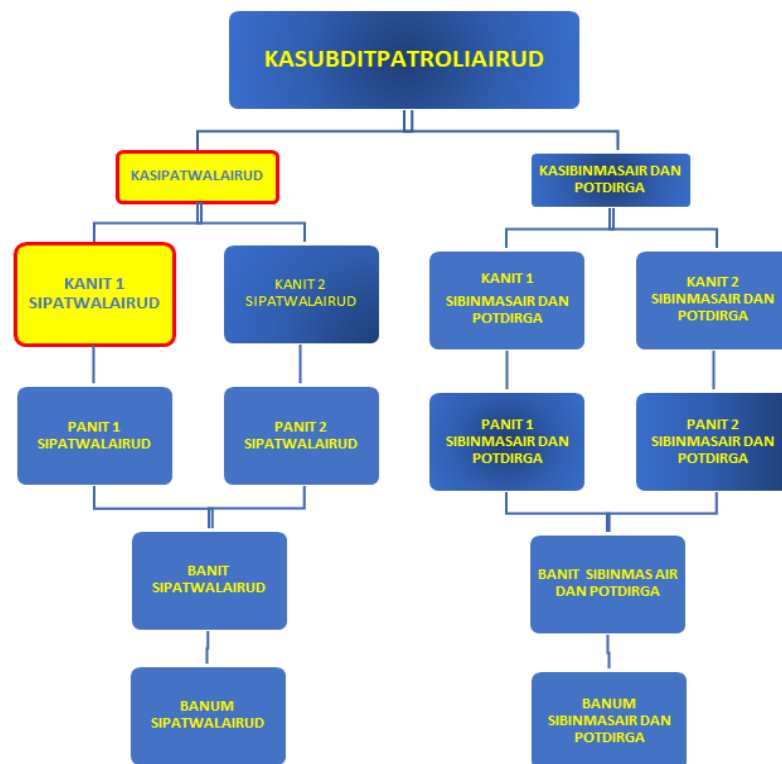 KASUBDITPATROLIAIRUD
KASIPATWALAIRUD
KASIBINMASAIR DAN
POTDIRGA
KANIT 1
SIPATWALAIRUD
KANIT 2
SIPATWALAIRUD
KANIT 1
SIBINMASAIR DAN
POTDIRGA
KANIT 2
SIBINMASAIR DAN
POTDIRGA
PANIT 1
SIPATWALAIRUD
PANIT 2
SIPATWALAIRUD
PANIT 1
SIBINMASAIR DAN
POTDIRGA
PANIT 2
SIBINMASAIR DAN
POTDIRGA
BANIT
SIPATWALAIRUD
BANIT SIBINMAS AIR
DAN POTDIRGA
BANUM
SIPATWALAIRUD
BANUM
SIBINMASAIR DAN
POTDIRGA